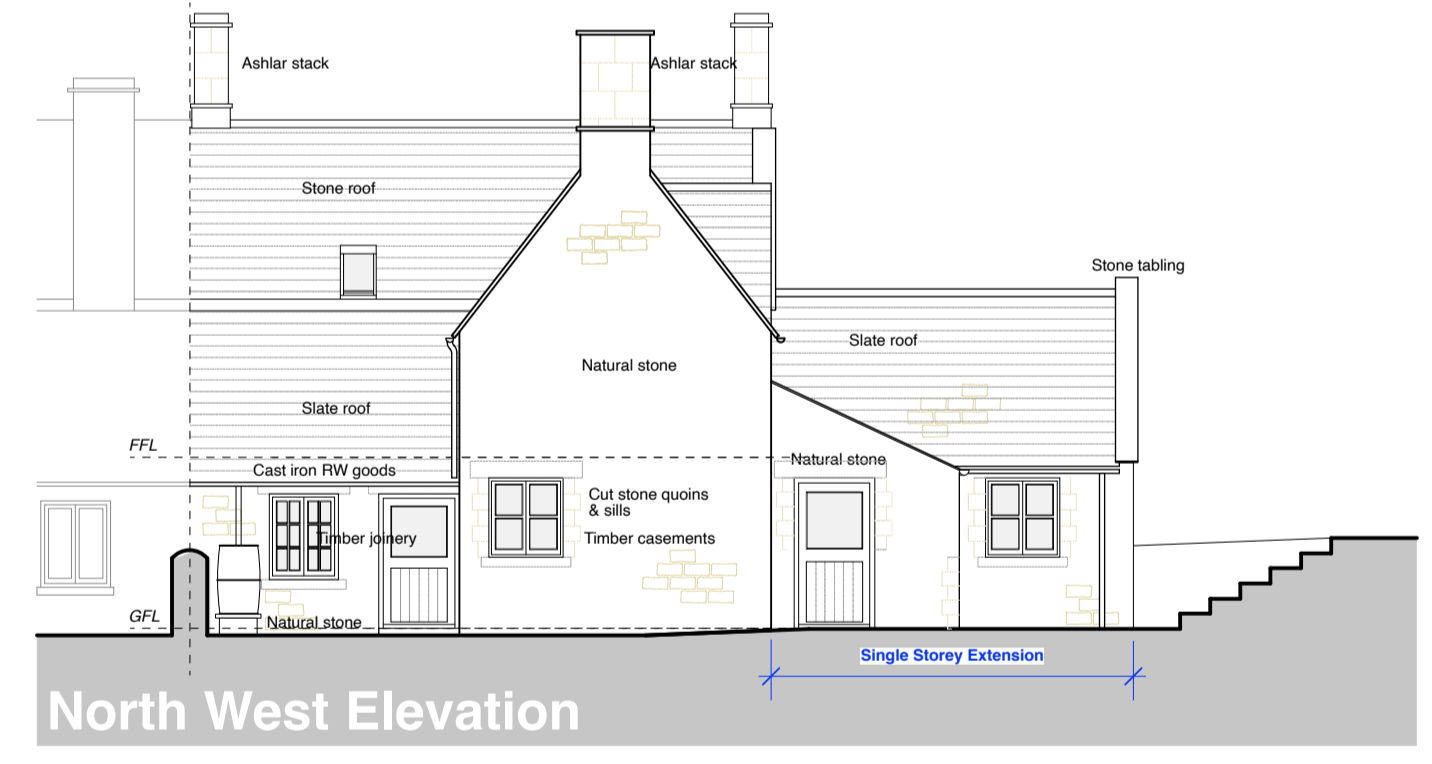 Ashlar stack
Ashlar stack
Stone roof
Stone tabling
Slate roof
Natural stone
Slate roof
FFL
Natural stone
Cast iron RW goods
Cut stone quoins
& sills
Timber joinery
Timber casements
GFL
Natural stone
Single Storey Extension
North West Elevation